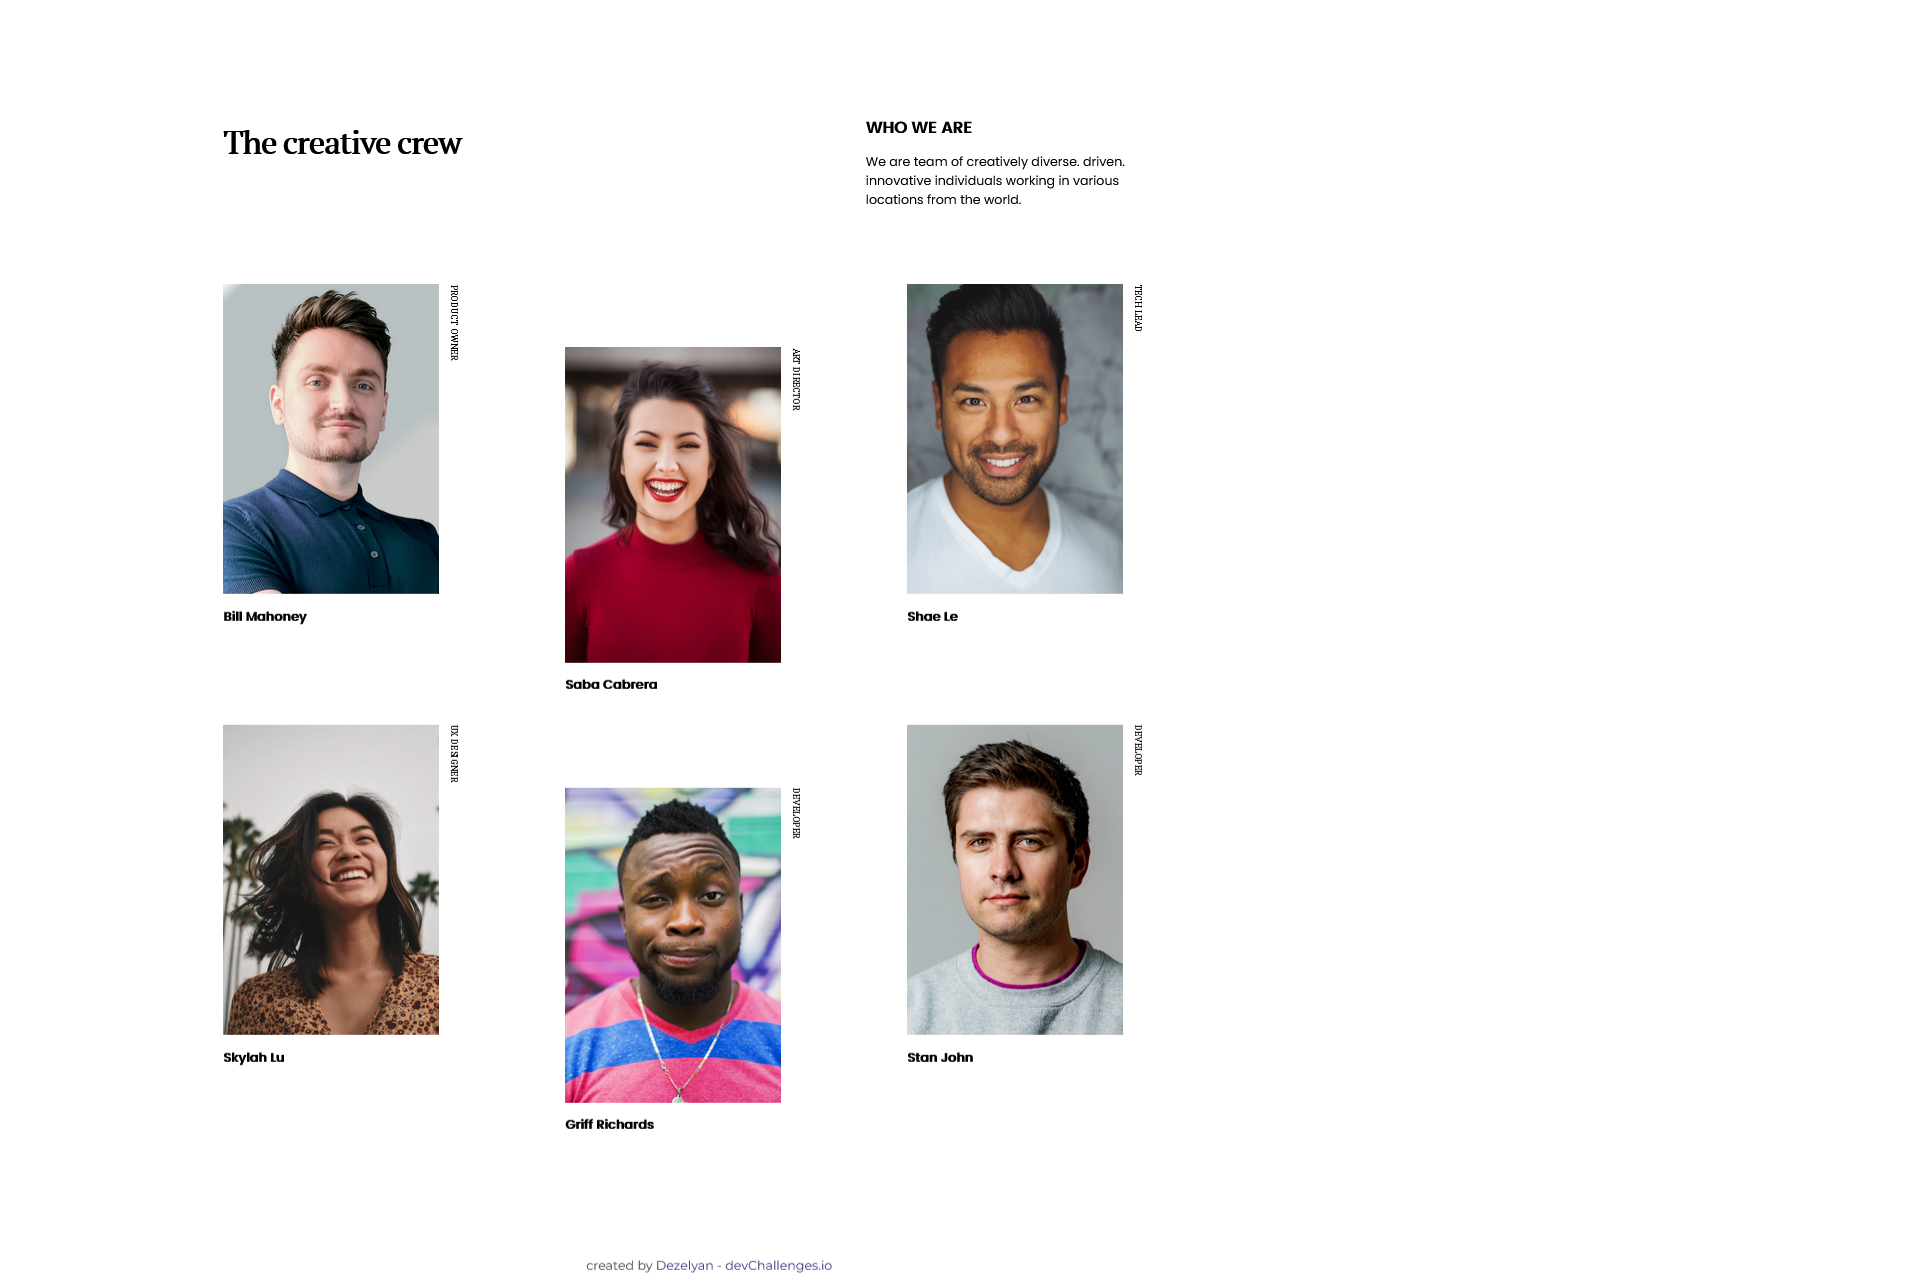 The creative crew
WHO WE ARE
We are team of creatively diverse. driven.
innovative individuals working in various
locations from the world.
PRODUCT OWNER
Bill Mahoney
ART DIRECTOR
Saba Cabrera
TECH LEAD
Shae Le
UX DESIGNER
Skylah Lu
DEVELOPER
Griff Richards
DEVELOPER
Stan John
created by Dezelyan - devChallenges.io